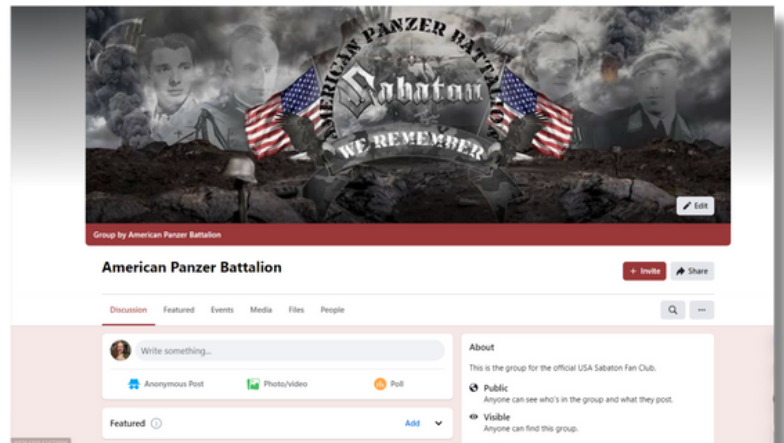 AMERICAN PANZER BATTALION
Sabaton
WE REMEMBER
Edit
Group by American Panzer Battalion
American Panzer Battalion
+ Invite
Share
Discussion Featured Events Media Files People
Write something...
Anonymous Post Photo/video Poll
Featured
Add
About
This is the group for the official USA Sabaton Fan Club.
Public
Anyone can see who's in the group and what they post.
Visible
Anyone can find this group.